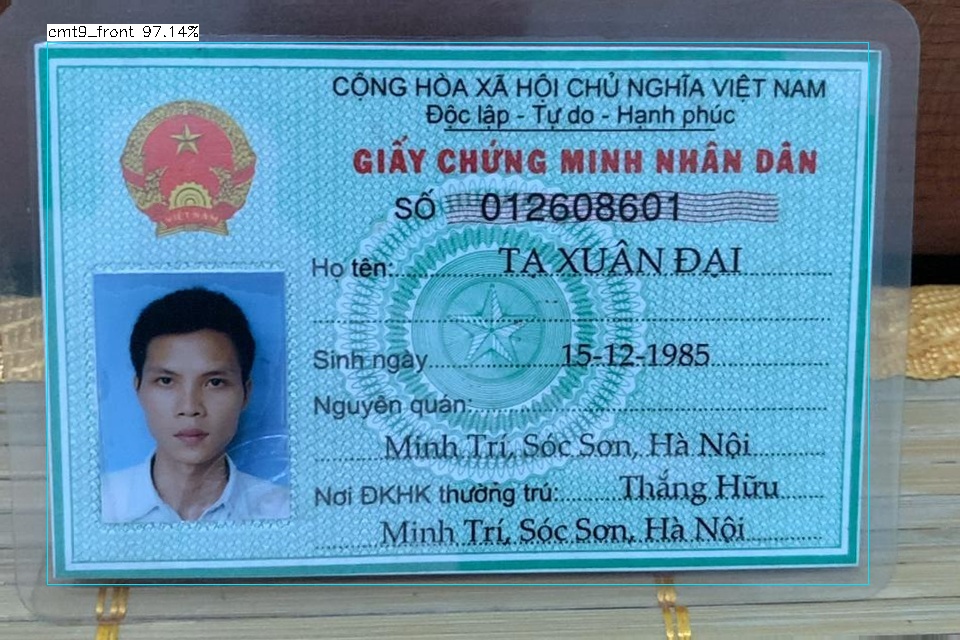 cmt9_front 97.14%
CỘNG HÒA XÃ HỘI CHỦ NGHĨA VIỆT NAM
Độc lập - Tự do - Hạnh phúc
GIẤY CHỨNG MINH NHÂN DÂN
SỐ 012608601
VIỆT NAM
Họ tên: TẠ XUÂN ĐẠI
Sinh ngày 15-12-1985
Nguyên quán:
Minh Trí, Sóc Sơn, Hà Nội
Nơi ĐKHK thường trú: Thắng Hữu
Minh Trí, Sóc Sơn, Hà Nội